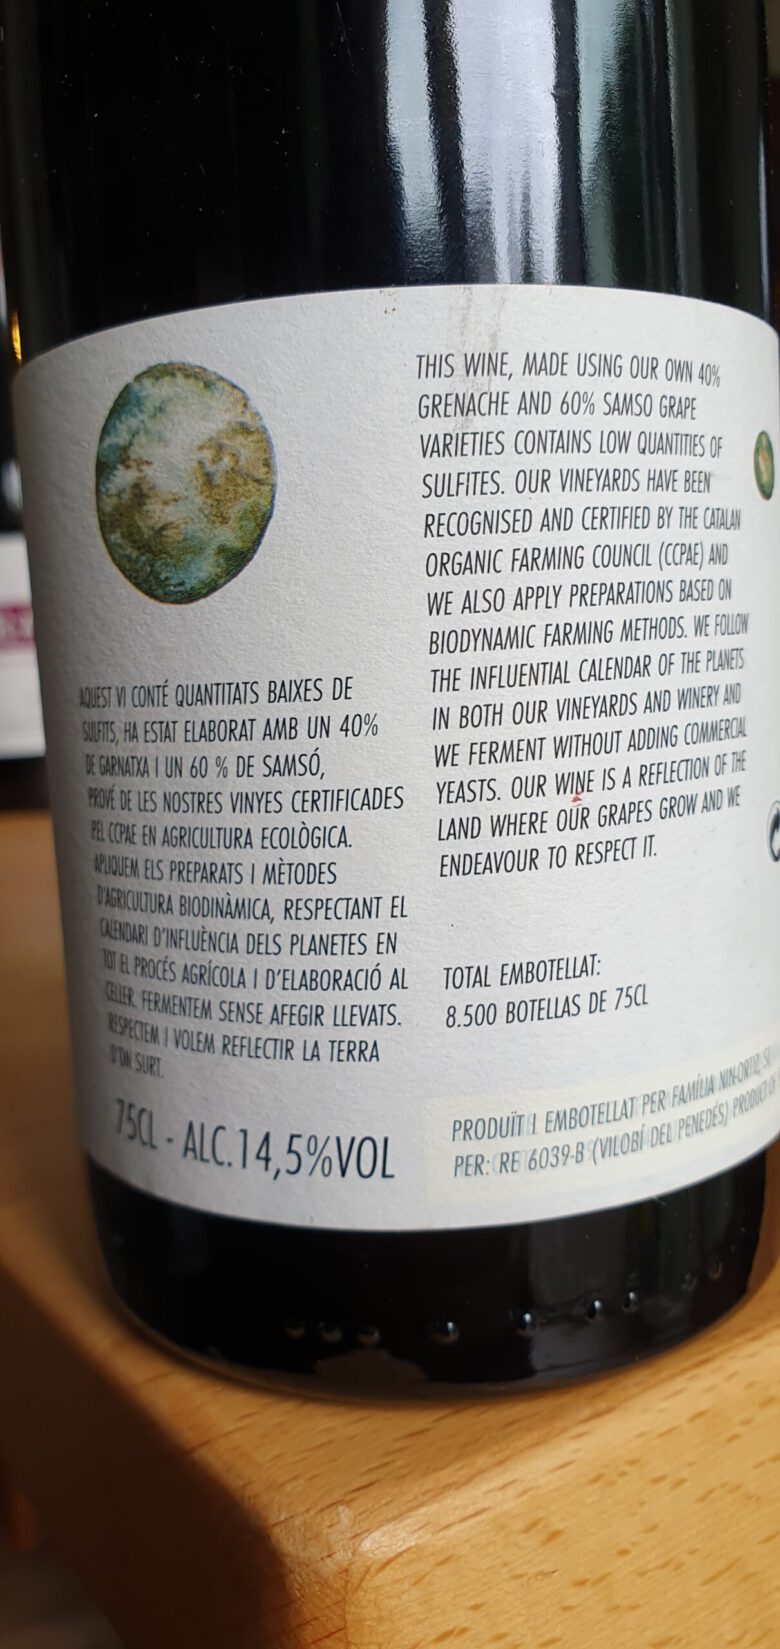 AQUEST VI CONTÉ QUANTITATS BAIXES DE
SULFITS, HA ESTAT ELABORAT AMB UN 40%
DE GARNATXA I UN 60 % DE SAMSÓ,
PROVÉ DE LES NOSTRES VINYES CERTIFICADES
PEL CCPAE EN AGRICULTURA ECOLÒGICA.
APLIQUEM ELS PREPARATS I MÈTODES
D'AGRICULTURA BIODINÀMICA, RESPECTANT EL
CALENDARI D'INFLUÈNCIA DELS PLANETES EN
TOT EL PROCÉS AGRÍCOLA I D'ELABORACIÓ AL
CELLER. FERMENTEM SENSE AFEGIR LLEVATS.
RESPECTEM I VOLEM REFLECTIR LA TERRA
D'ON SURT.
75CL - ALC.14,5%VOL
THIS WINE, MADE USING OUR OWN 40%
GRENACHE AND 60% SAMSO GRAPE
VARIETIES CONTAINS LOW QUANTITIES OF
SULFITES. OUR VINEYARDS HAVE BEEN
RECOGNISED AND CERTIFIED BY THE CATALAN
ORGANIC FARMING COUNCIL (CCPAE) AND
WE ALSO APPLY PREPARATIONS BASED ON
BIODYNAMIC FARMING METHODS. WE FOLLOW
THE INFLUENTIAL CALENDAR OF THE PLANETS
IN BOTH OUR VINEYARDS AND WINERY AND
WE FERMENT WITHOUT ADDING COMMERCIAL
YEASTS. OUR WINE IS A REFLECTION OF THE
LAND WHERE OUR GRAPES GROW AND WE
ENDEAVOUR TO RESPECT IT.
TOTAL EMBOTELLAT:
8.500 BOTELLAS DE 75CL
PRODUÏT I EMBOTELLAT PER FAMÍLIA NIN-ORTIZ,
PER: RE 6039-B (VILOBÍ DEL PENEDÉS) PRODUCT OF